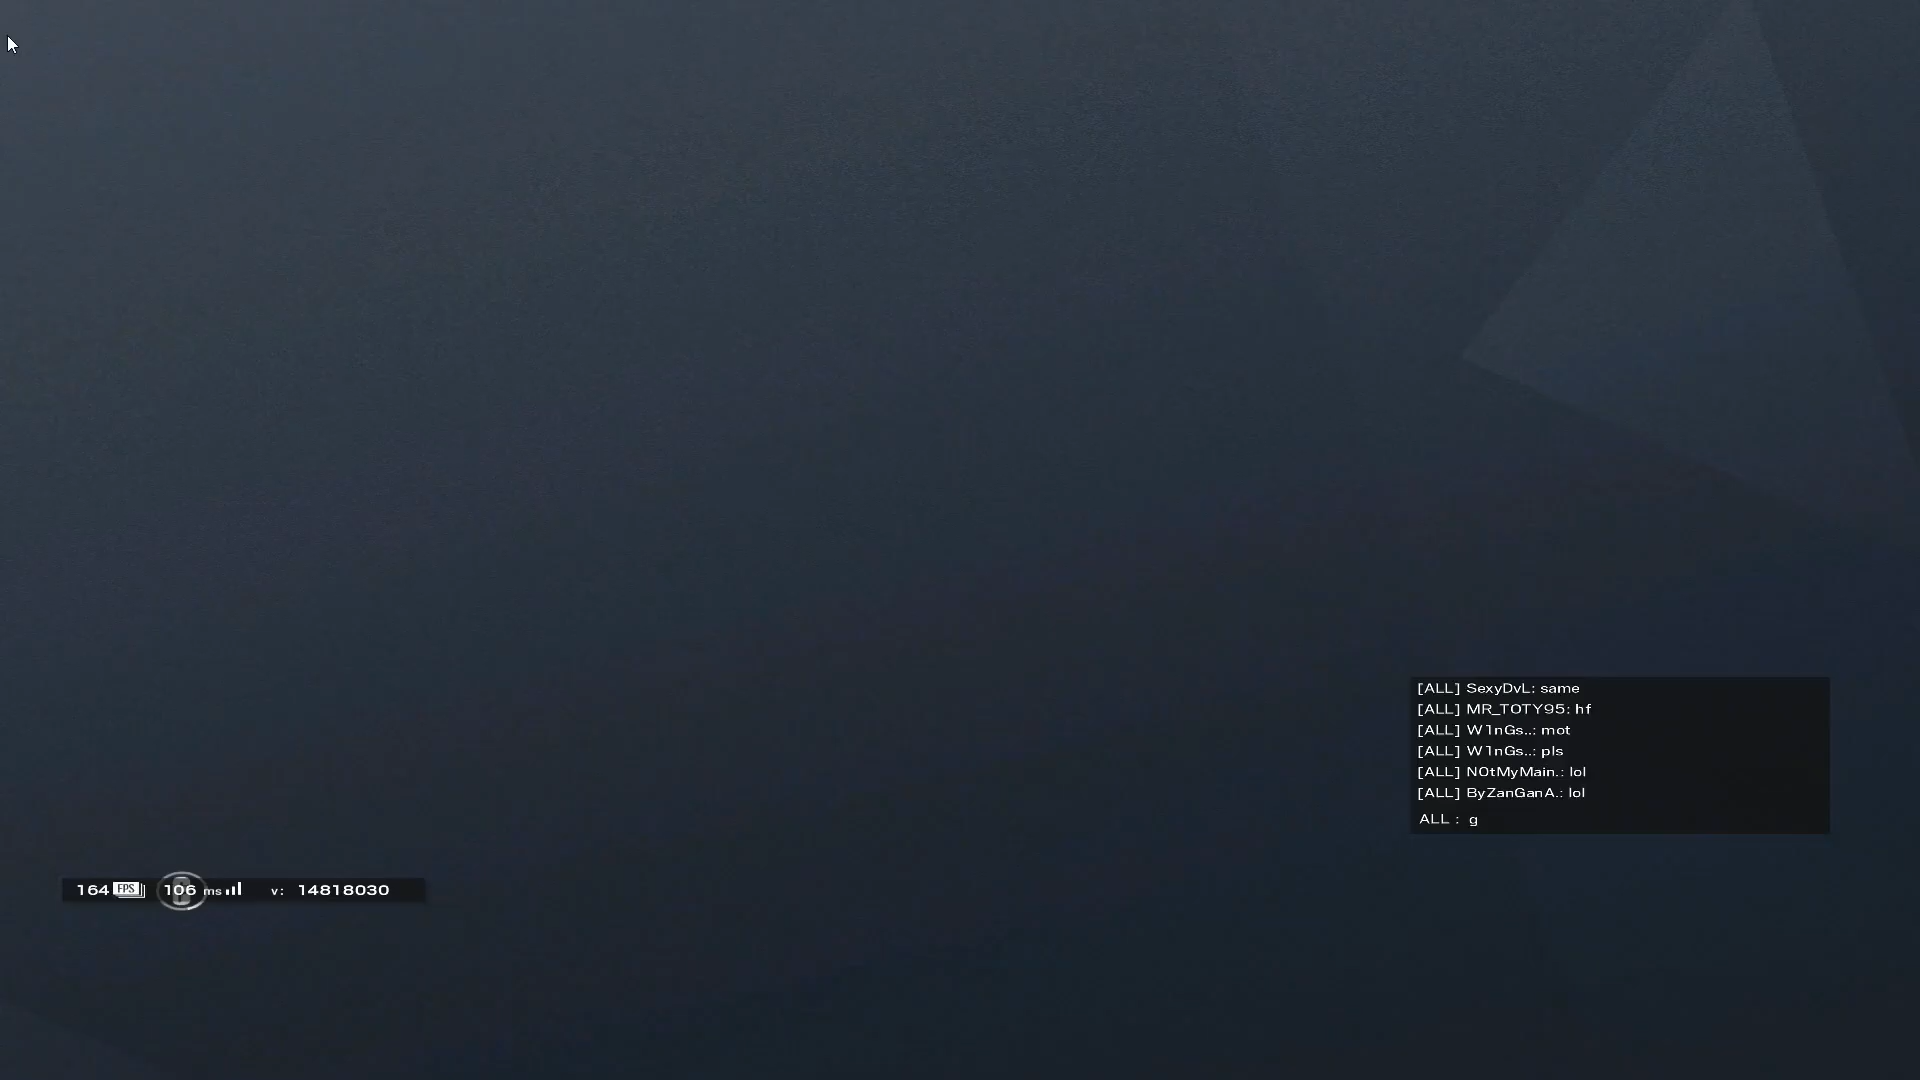 [ALL] SexyDvL: same
[ALL] MR_TOTY95: hf
[ALL] W1nGs..: mot
[ALL] W1nGs..: pls
[ALL] N0tMyMain.: lol
[ALL] ByZanGanA.: lol
ALL : g
164 FPS 106 ms v: 14818030